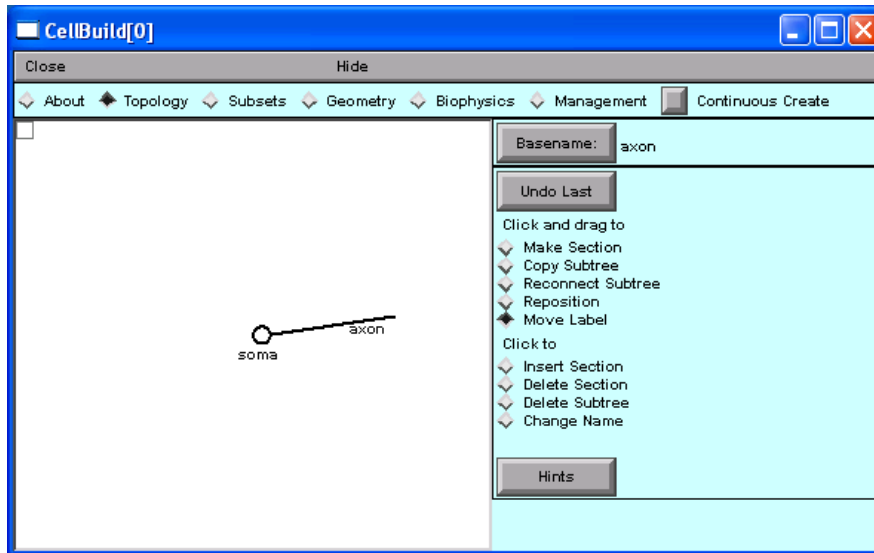 CellBuild[0]
Close Hide
About Topology Subsets Geometry Biophysics Management Continuous Create
Basename: axon
Undo Last
Click and drag to
Make Section
Copy Subtree
Reconnect Subtree
Reposition
Move Label
Click to
Insert Section
Delete Section
Delete Subtree
Change Name
Hints
axon
soma